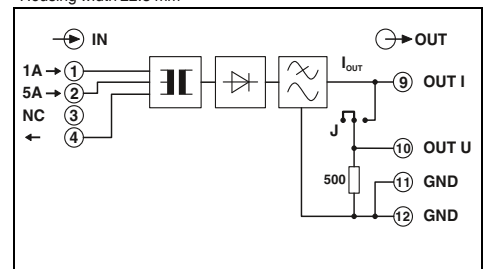 Housing width 22.5 mm
IN
OUT
1A 1
5A 2
NC 3
4
I OUT
9 OUT I
J
10 OUT U
500
11 GND
12 GND